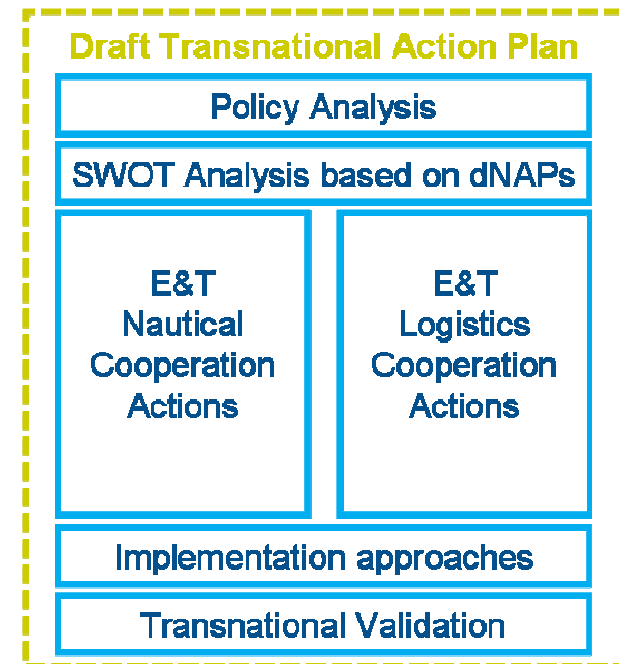 Draft Transnational Action Plan
Policy Analysis
SWOT Analysis based on dNAPs
E&T
Nautical
Cooperation
Actions
E&T
Logistics
Cooperation
Actions
Implementation approaches
Transnational Validation